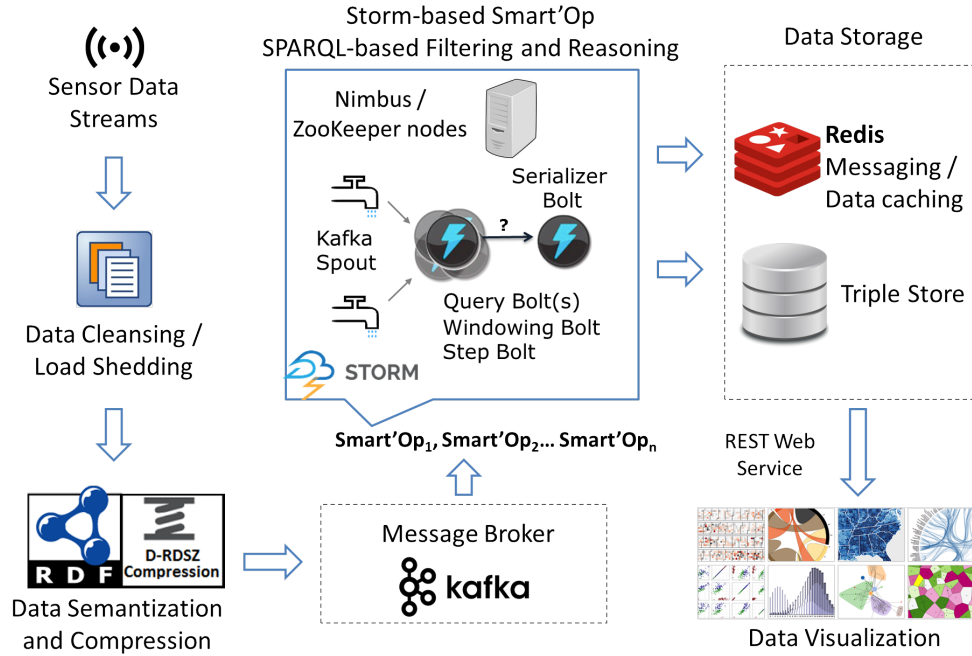 Storm-based Smart'Op
SPARQL-based Filtering and Reasoning
Data Storage
Sensor Data
Streams
Nimbus /
ZooKeeper nodes
Redis
Messaging /
Data caching
Serializer
Bolt
?
Kafka
Spout
Query Bolt(s)
Windowing Bolt
Step Bolt
Triple Store
Data Cleansing /
Load Shedding
STORM
Smart'Op1, Smart'Op2... Smart'Opn
REST Web
Service
RDF
D-RDSZ
Compression
Message Broker
kafka
Data Semantization
and Compression
Data Visualization